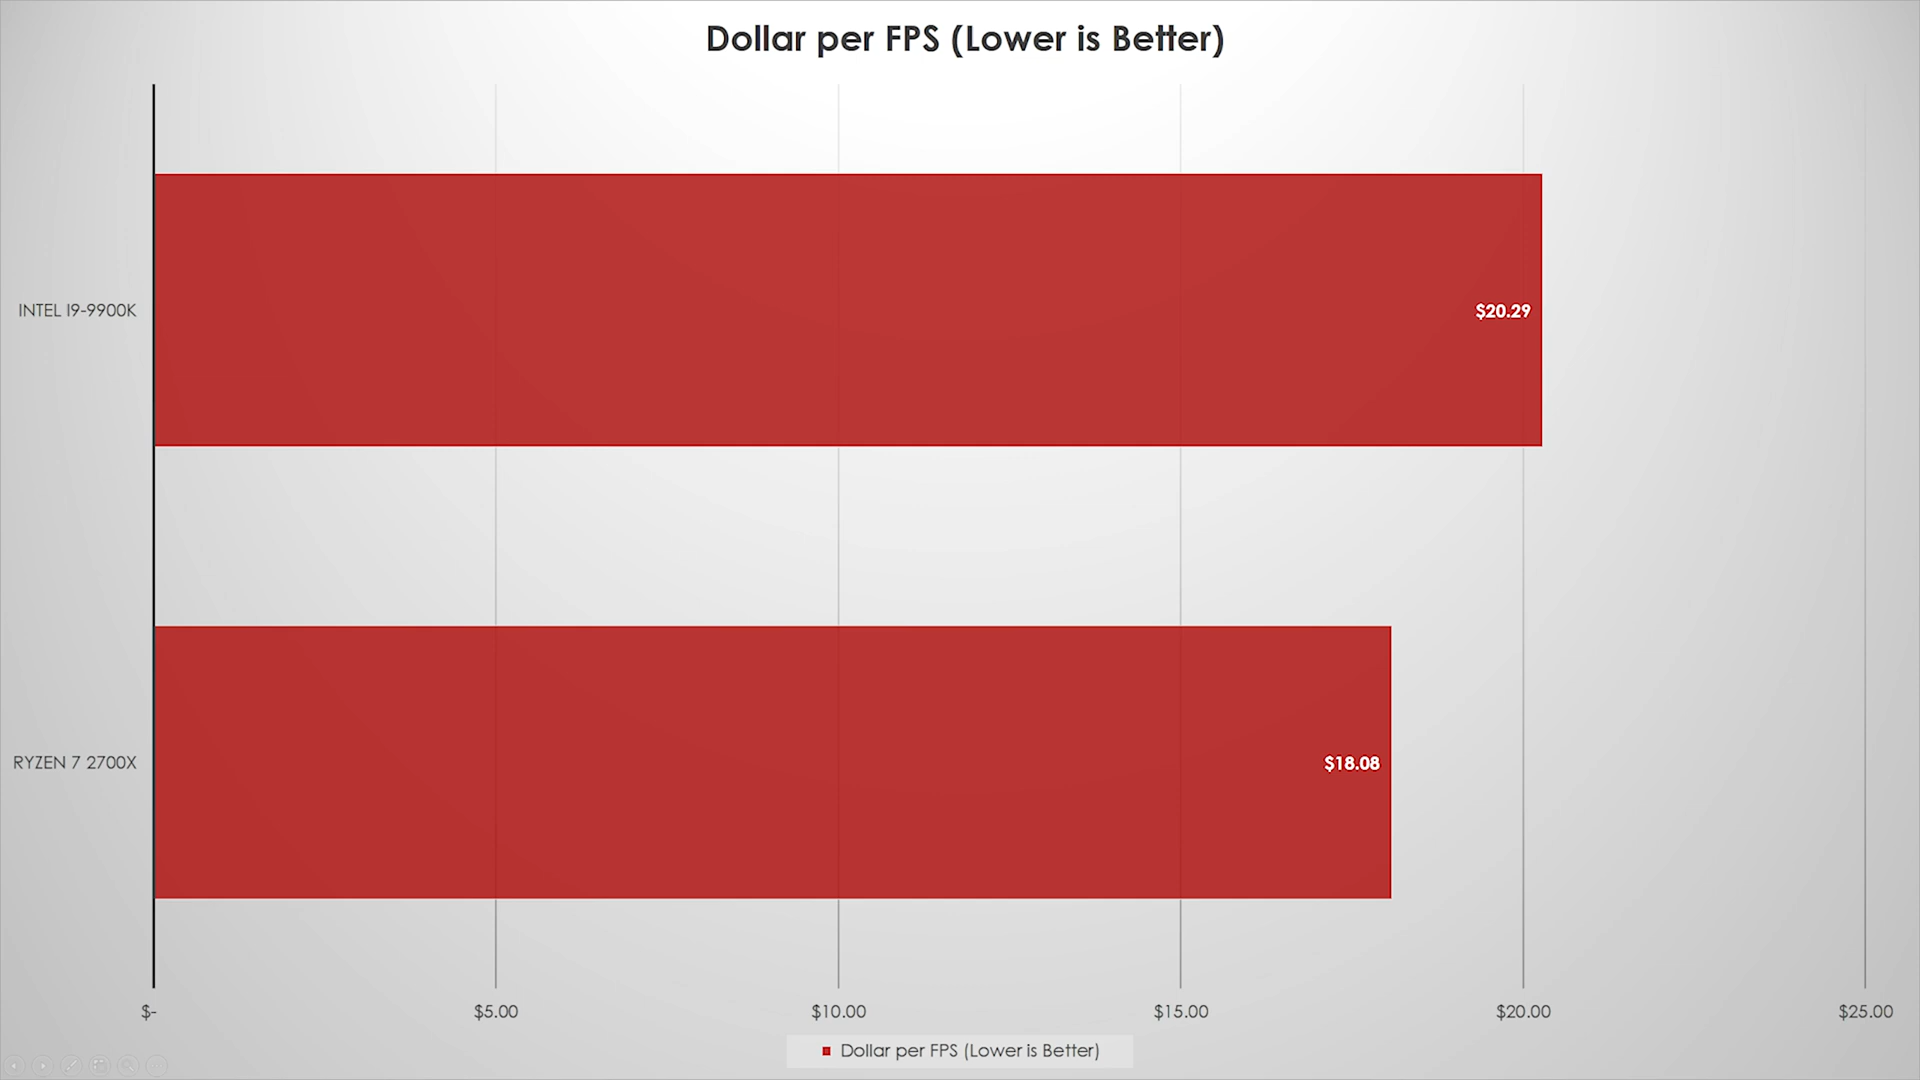 Dollar per FPS (Lower is Better)
INTEL I9-9900K
$20.29
RYZEN 7 2700X
$18.08
$- $5.00 $10.00 $15.00 $20.00 $25.00
Dollar per FPS (Lower is Better)